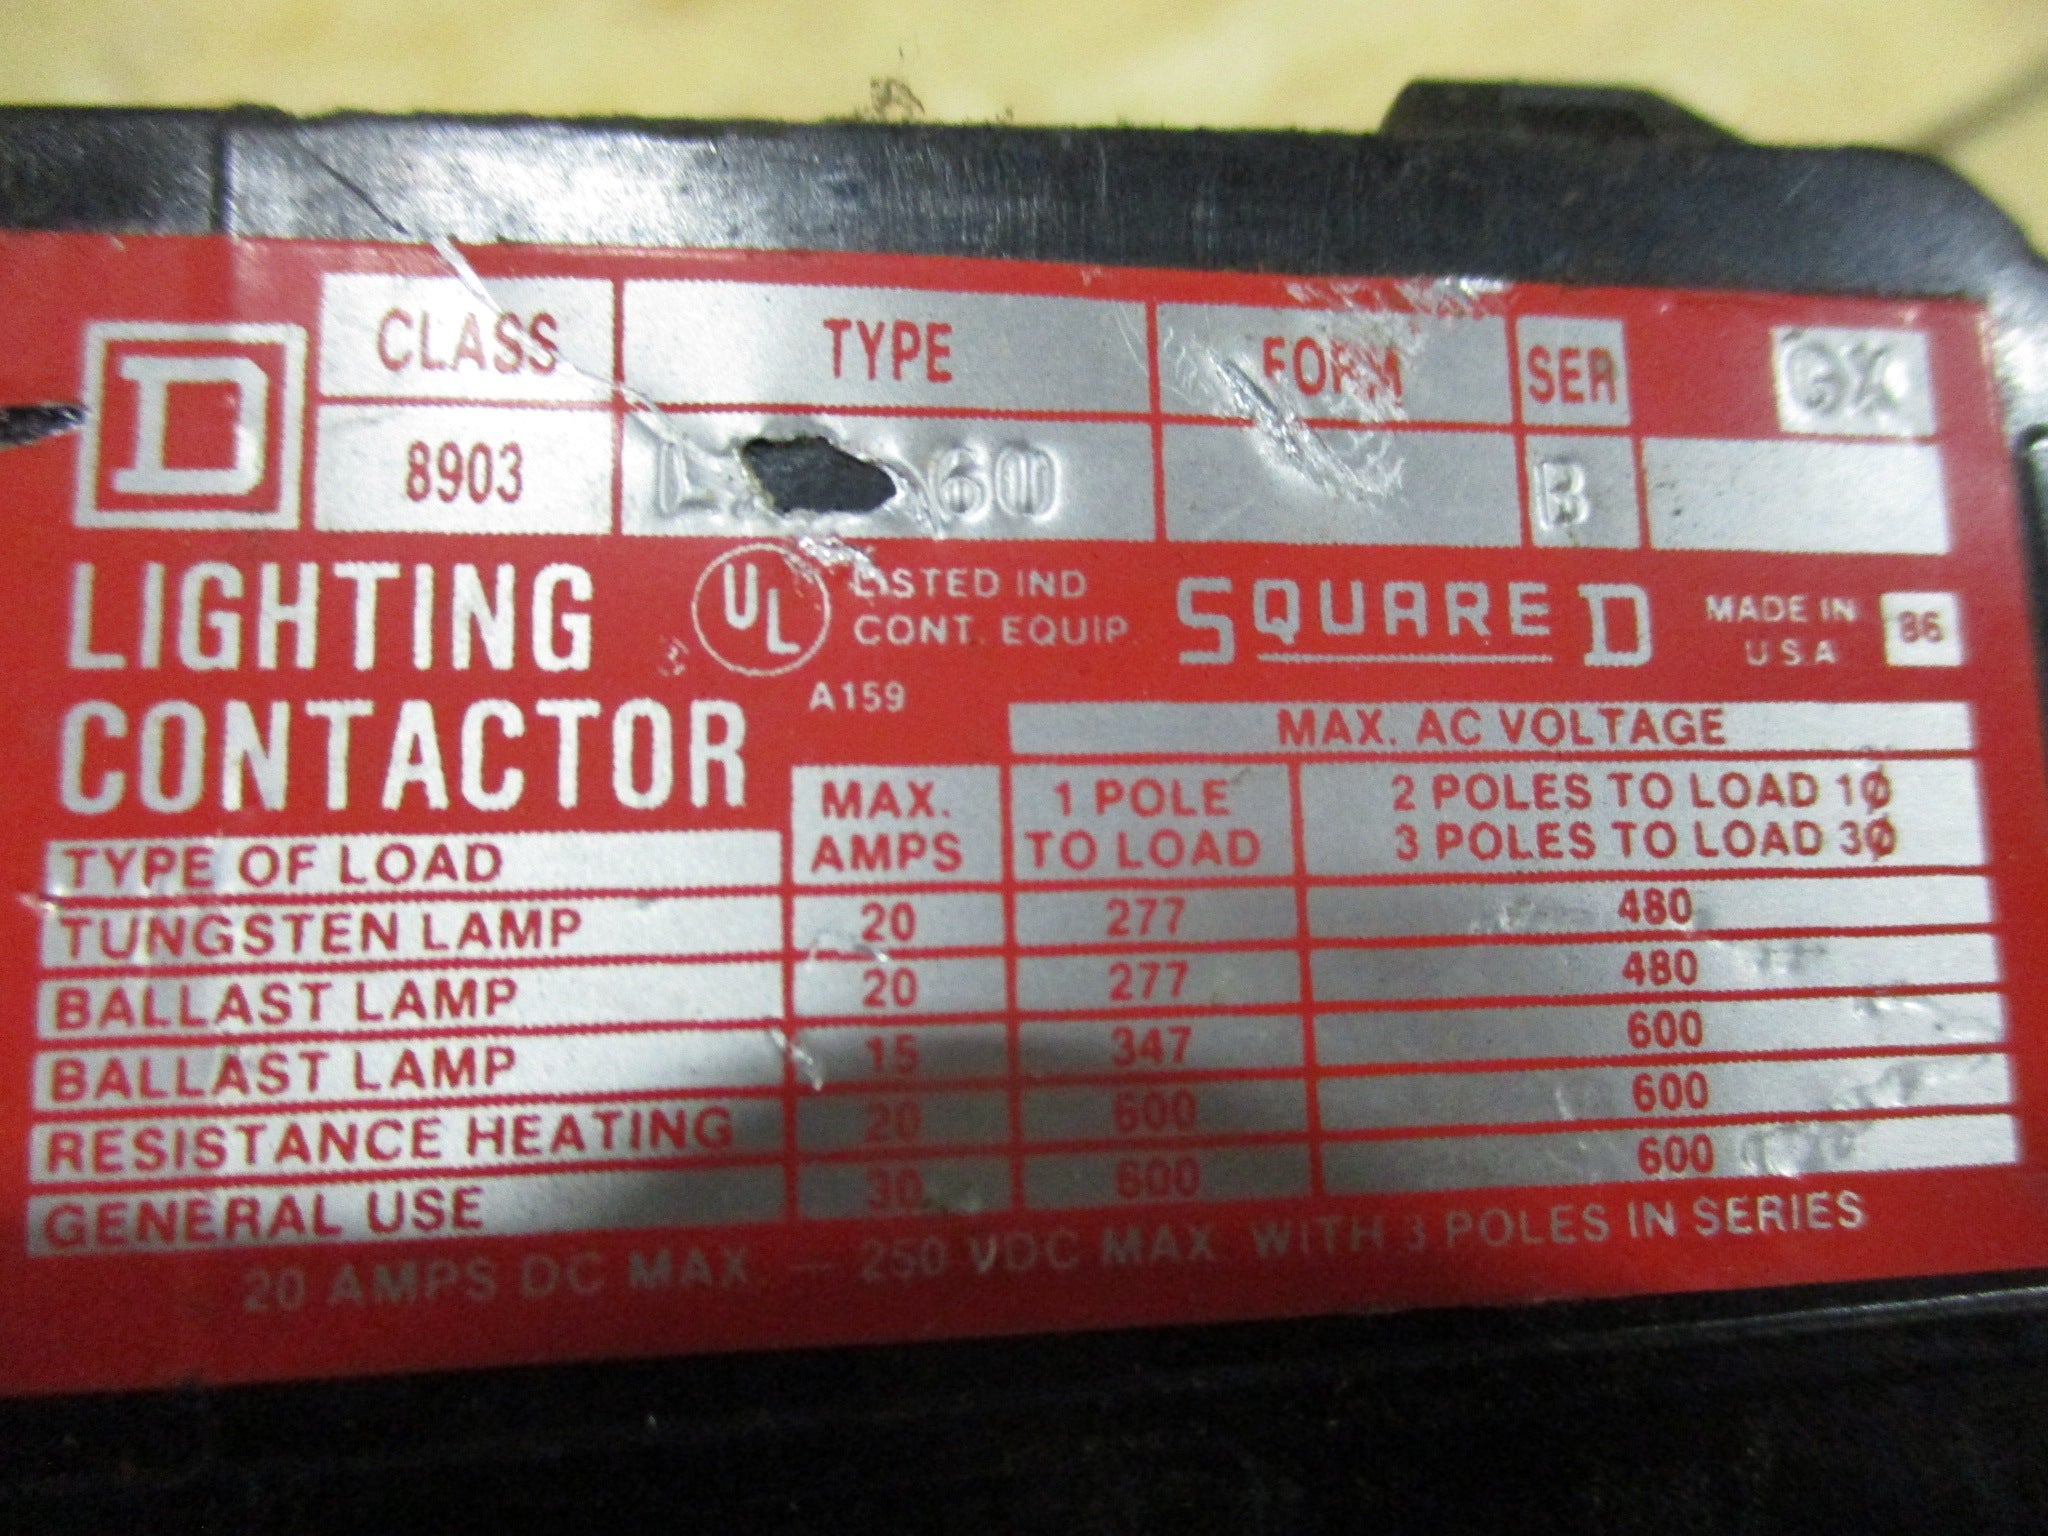 D
CLASS TYPE FORM SER
8903 L 60 B
LIGHTING
CONTACTOR
UL LISTED IND
CONT. EQUIP
A159
SQUARE D
MADE IN
U S A
B6
MAX. AC VOLTAGE
TYPE OF LOAD MAX. AMPS 1 POLE TO LOAD 2 POLES TO LOAD 1Ø 3 POLES TO LOAD 3Ø
TUNGSTEN LAMP 20 277 480
BALLAST LAMP 20 277 480
BALLAST LAMP 15 347 600
RESISTANCE HEATING 20 600 600
GENERAL USE 30 600 600
20 AMPS DC MAX — 250 VDC MAX WITH 3 POLES IN SERIES